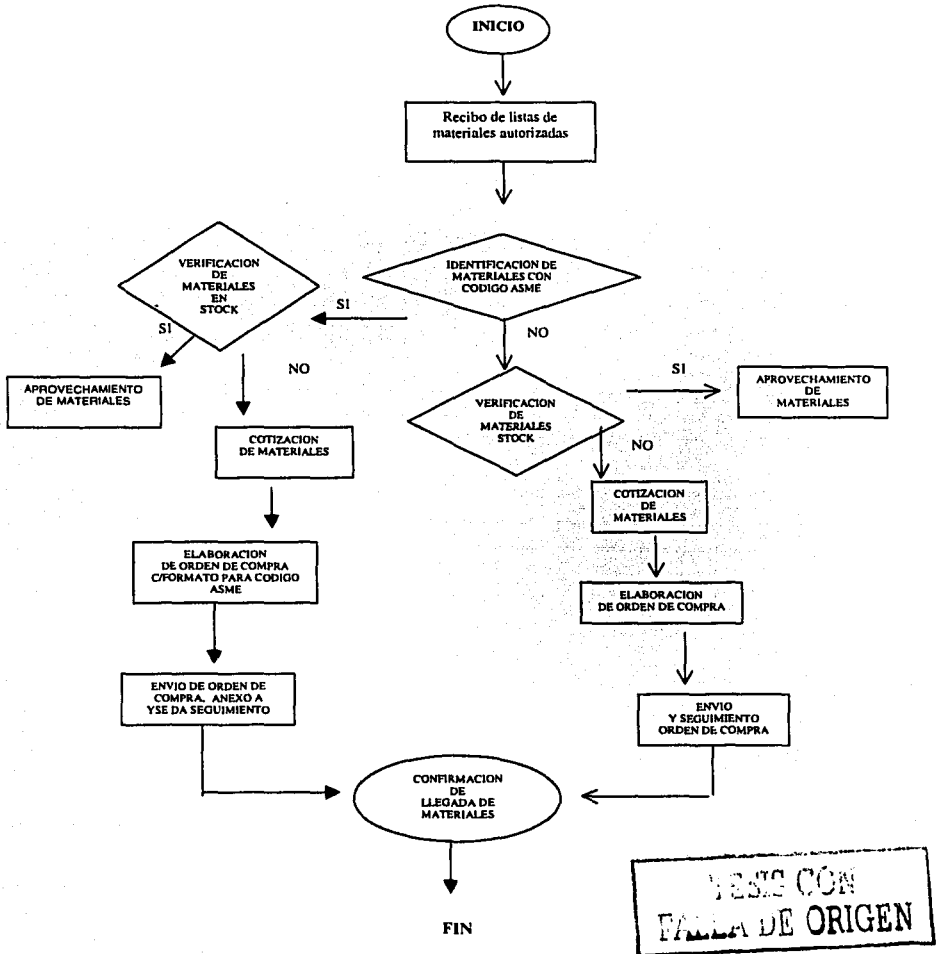 INICIO
Recibo de listas de
materiales autorizadas
IDENTIFICACION DE
MATERIALES CON
CODIGO ASME
VERIFICACION
DE
MATERIALES
EN
STOCK
SI
NO
SI
NO
APROVECHAMIENTO
DE MATERIALES
VERIFICACION
DE
MATERIALES
STOCK
SI
APROVECHAMIENTO
DE
MATERIALES
NO
COTIZACION
DE MATERIALES
COTIZACION
DE
MATERIALES
ELABORACION
DE ORDEN DE COMPRA
C/FORMATO PARA CODIGO
ASME
ELABORACION
DE ORDEN DE COMPRA
ENVIO DE ORDEN DE
COMPRA. ANEXO A
YSE DA SEGUIMIENTO
ENVIO
Y SEGUIMIENTO
ORDEN DE COMPRA
CONFIRMACION
DE
LLEGADA DE
MATERIALES
FIN
TESIS CON
FALLA DE ORIGEN